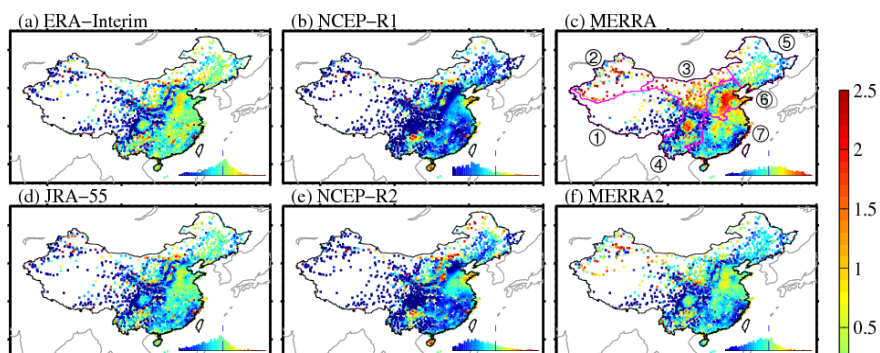 (a) ERA−Interim
(b) NCEP−R1
(c) MERRA
②
③
⑤
①
⑥
⑦
④
2.5
2
1.5
1
0.5
(d) JRA−55
(e) NCEP−R2
(f) MERRA2